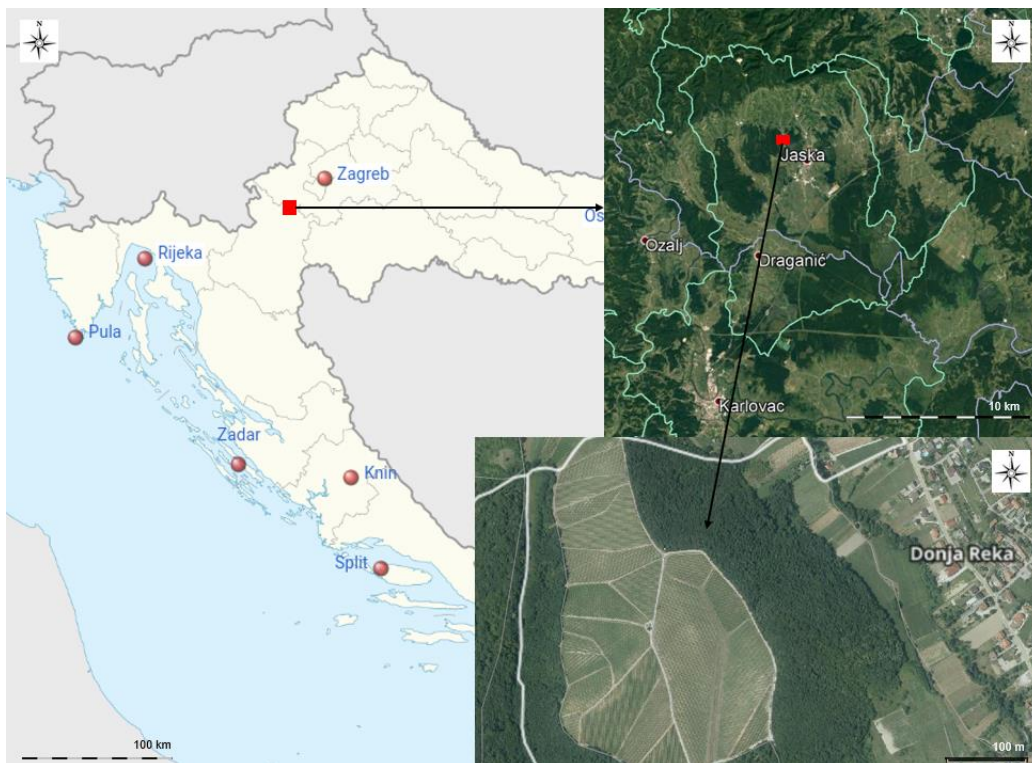 N
Zagreb
Os
Rijeka
Pula
Zadar
Knin
Split
100 km
N
Jaska
Ozalj
Draganić
Karlovac
10 km
N
Donja Reka
100 m